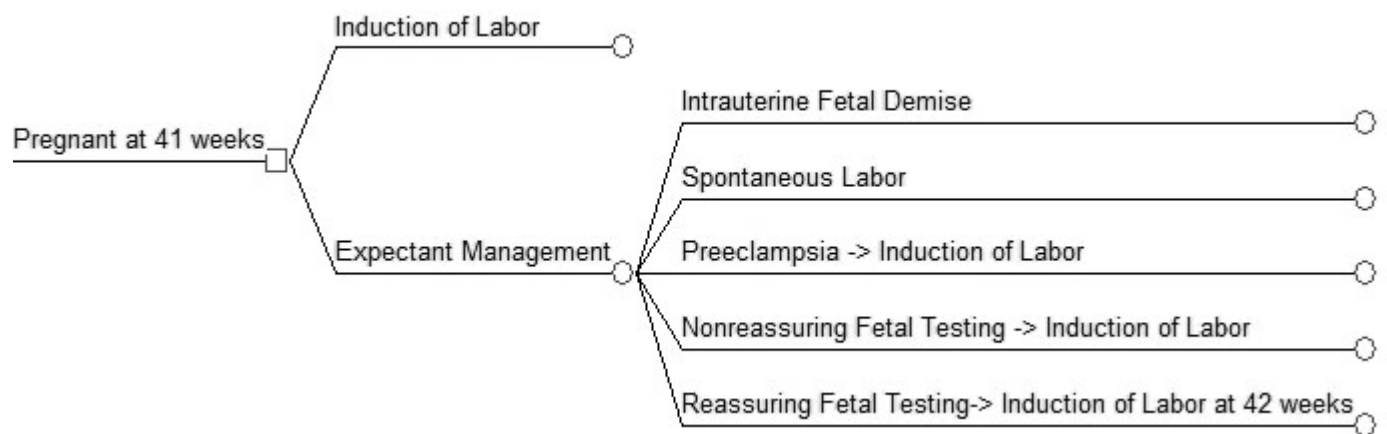 Induction of Labor
Pregnant at 41 weeks
Expectant Management
Intrauterine Fetal Demise
Spontaneous Labor
Preeclampsia -> Induction of Labor
Nonreassuring Fetal Testing -> Induction of Labor
Reassuring Fetal Testing-> Induction of Labor at 42 weeks